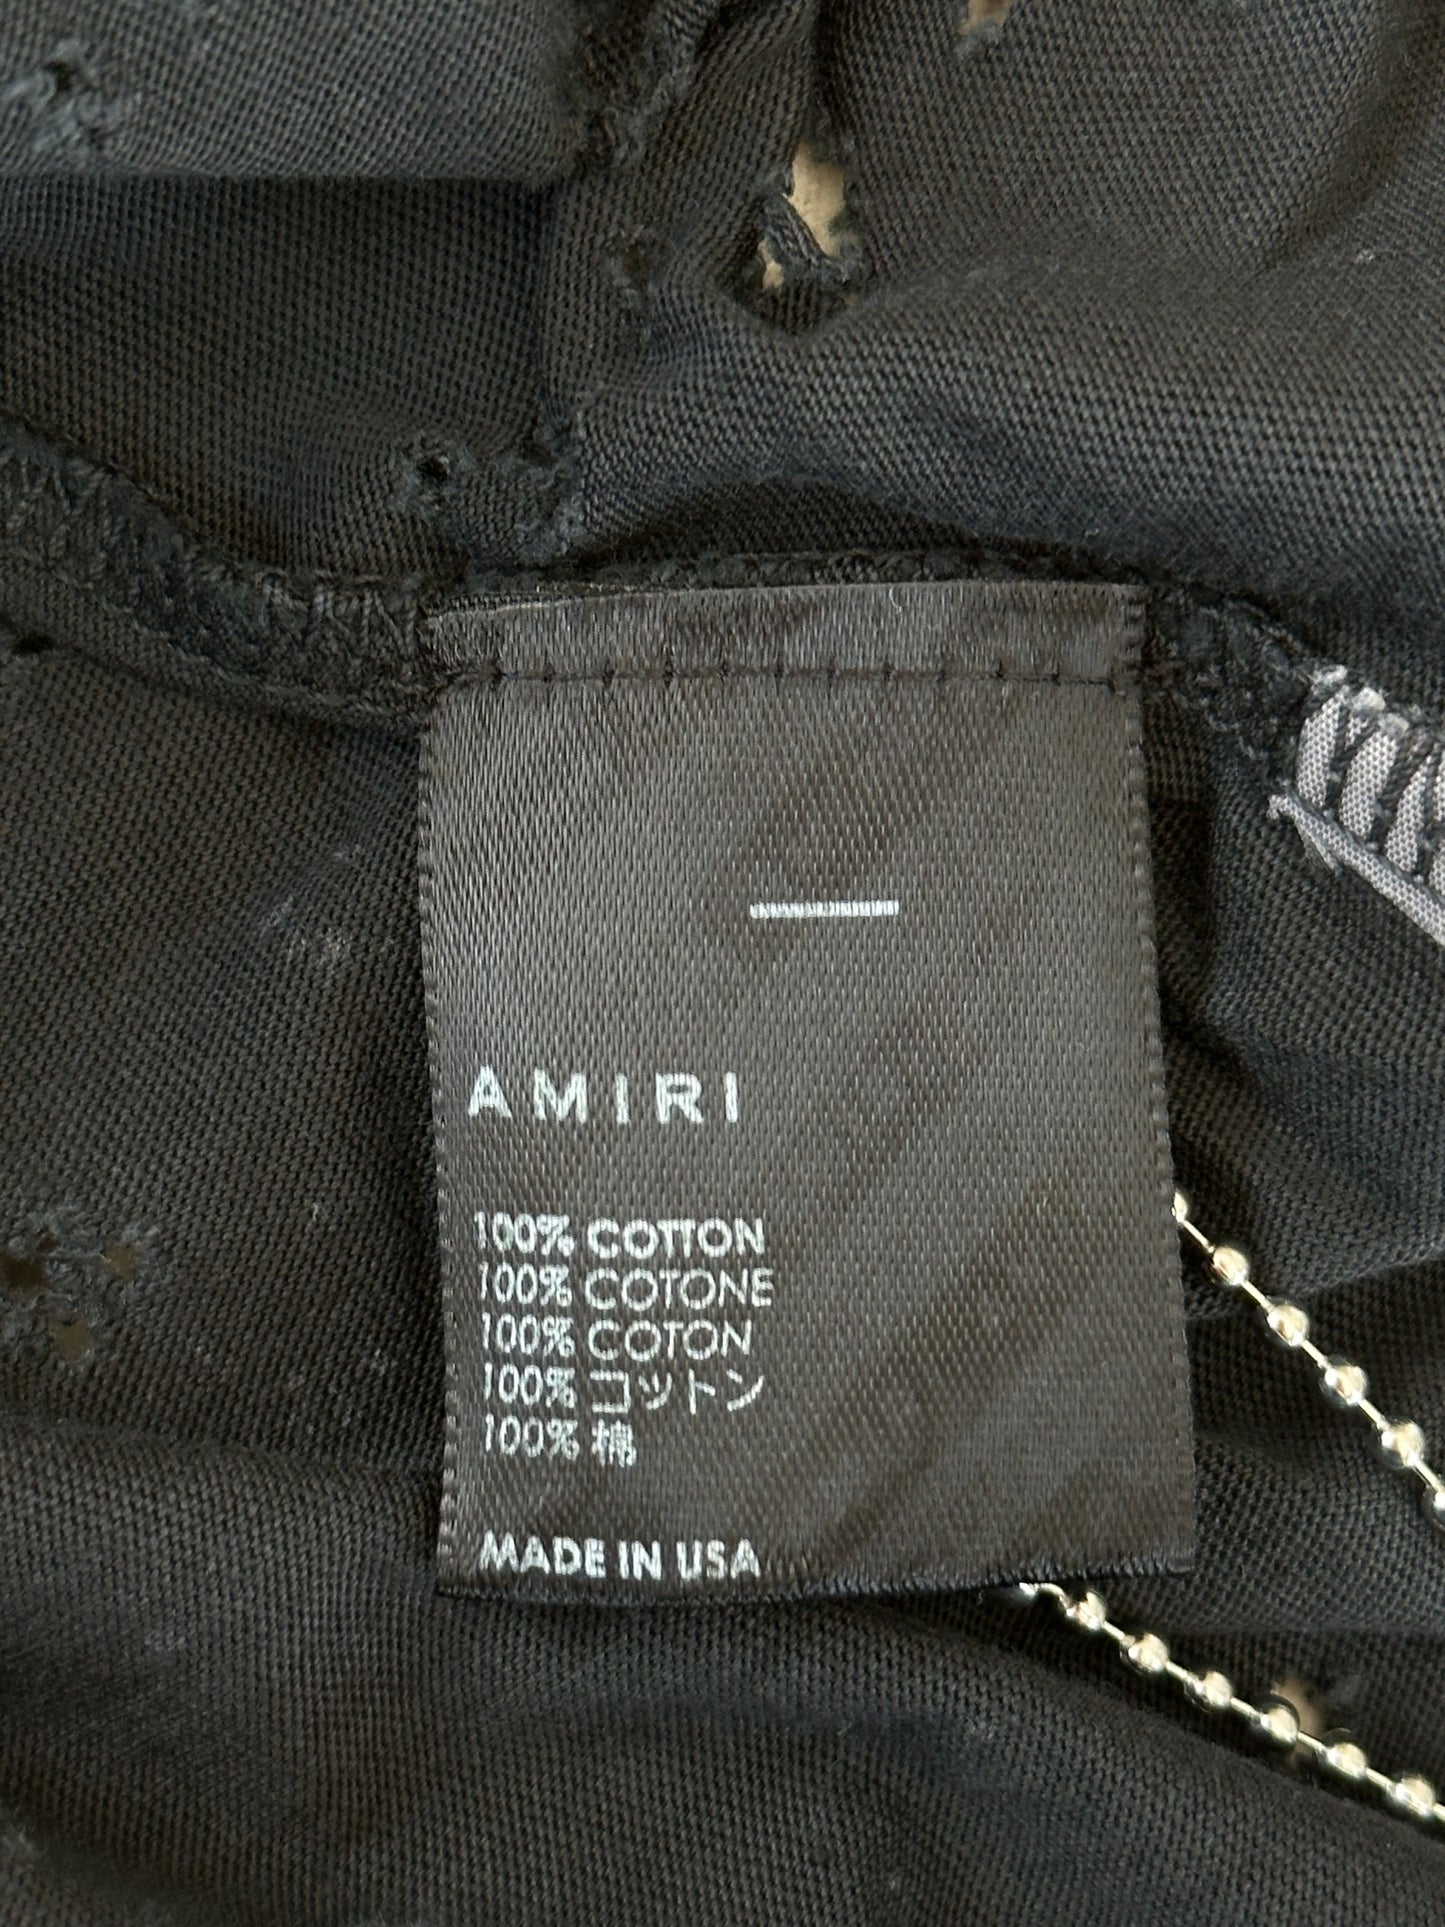 AMIRI
100% COTTON
100% COTONE
100% COTON
100% コットン
100% 棉
MADE IN USA